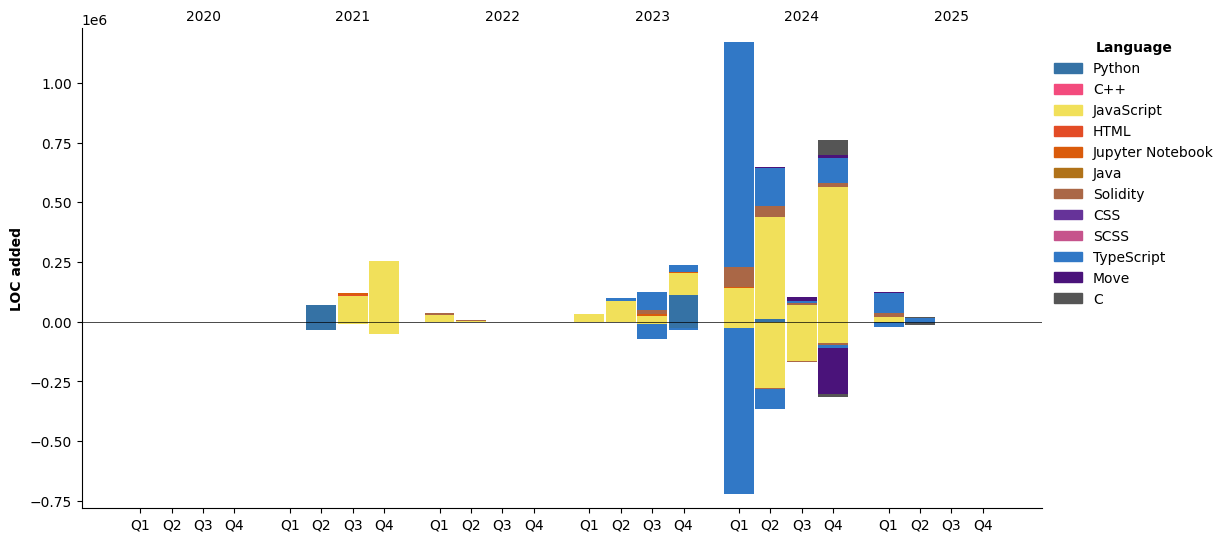 1e6
2020 2021 2022 2023 2024 2025
LOC added
1.00
0.75
0.50
0.25
0.00
−0.25
−0.50
−0.75
Q1 Q2 Q3 Q4 Q1 Q2 Q3 Q4 Q1 Q2 Q3 Q4 Q1 Q2 Q3 Q4 Q1 Q2 Q3 Q4 Q1 Q2 Q3 Q4
Language
Python
C++
JavaScript
HTML
Jupyter Notebook
Java
Solidity
CSS
SCSS
TypeScript
Move
C